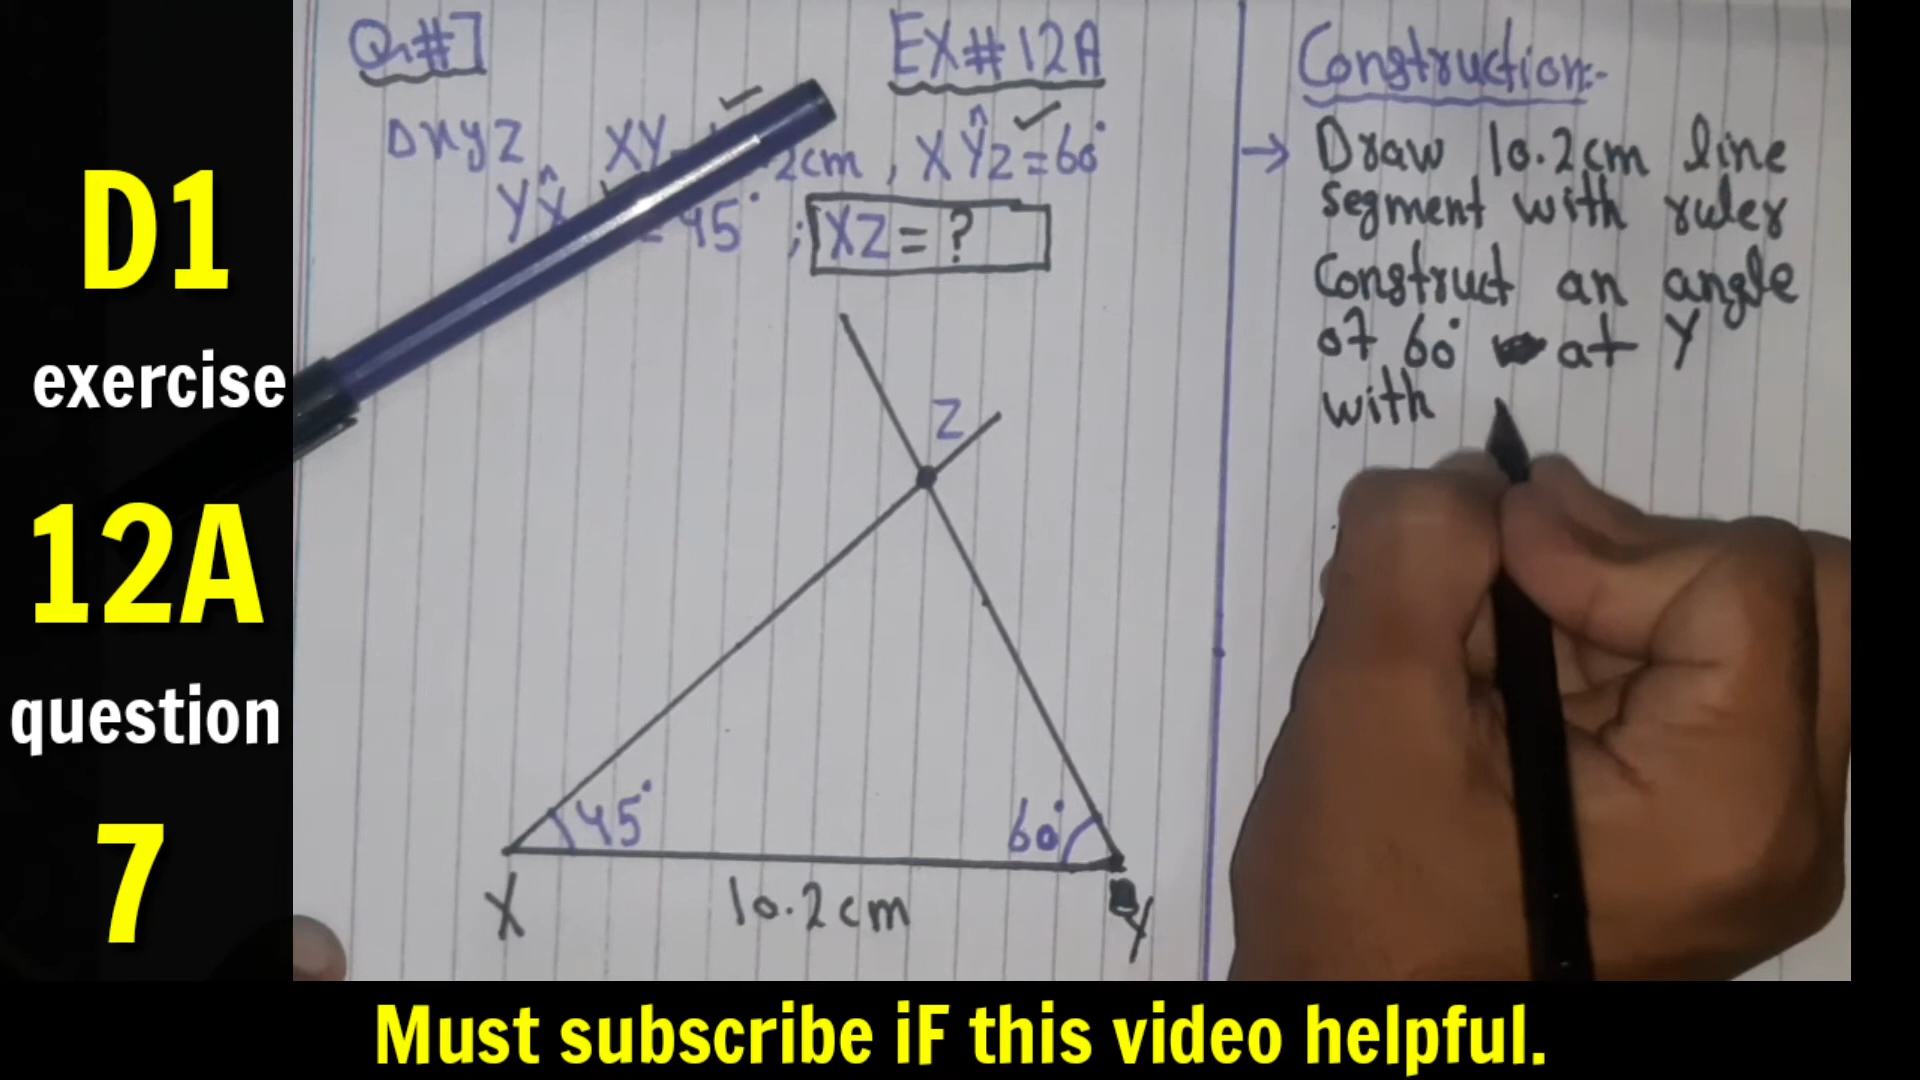 D1
exercise
12A
question
7
Qn#7
EX#12A
ΔXYZ XY= 2cm, XŶZ=60°
YX̂ =45° ; XZ=?
Z
45°
60°
X
10.2cm
Y
Construction:-
→ Draw 10.2cm line
segment with ruler
Construct an angle
of 60° at Y
with
Must subscribe iF this video helpful.